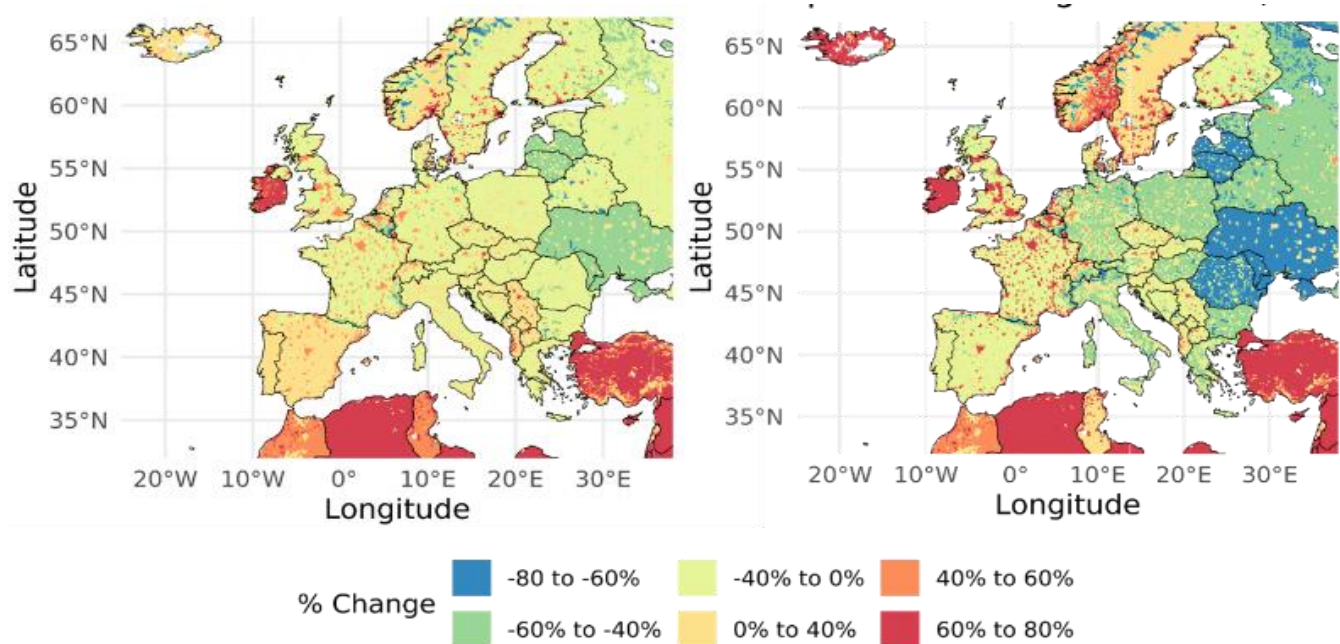 65°N
60°N
55°N
50°N
45°N
40°N
35°N
Latitude
20°W 10°W 0° 10°E 20°E 30°E
Longitude
65°N
60°N
55°N
50°N
45°N
40°N
35°N
Latitude
20°W 10°W 0° 10°E 20°E 30°E
Longitude
% Change
-80 to -60% -40% to 0% 40% to 60%
-60% to -40% 0% to 40% 60% to 80%